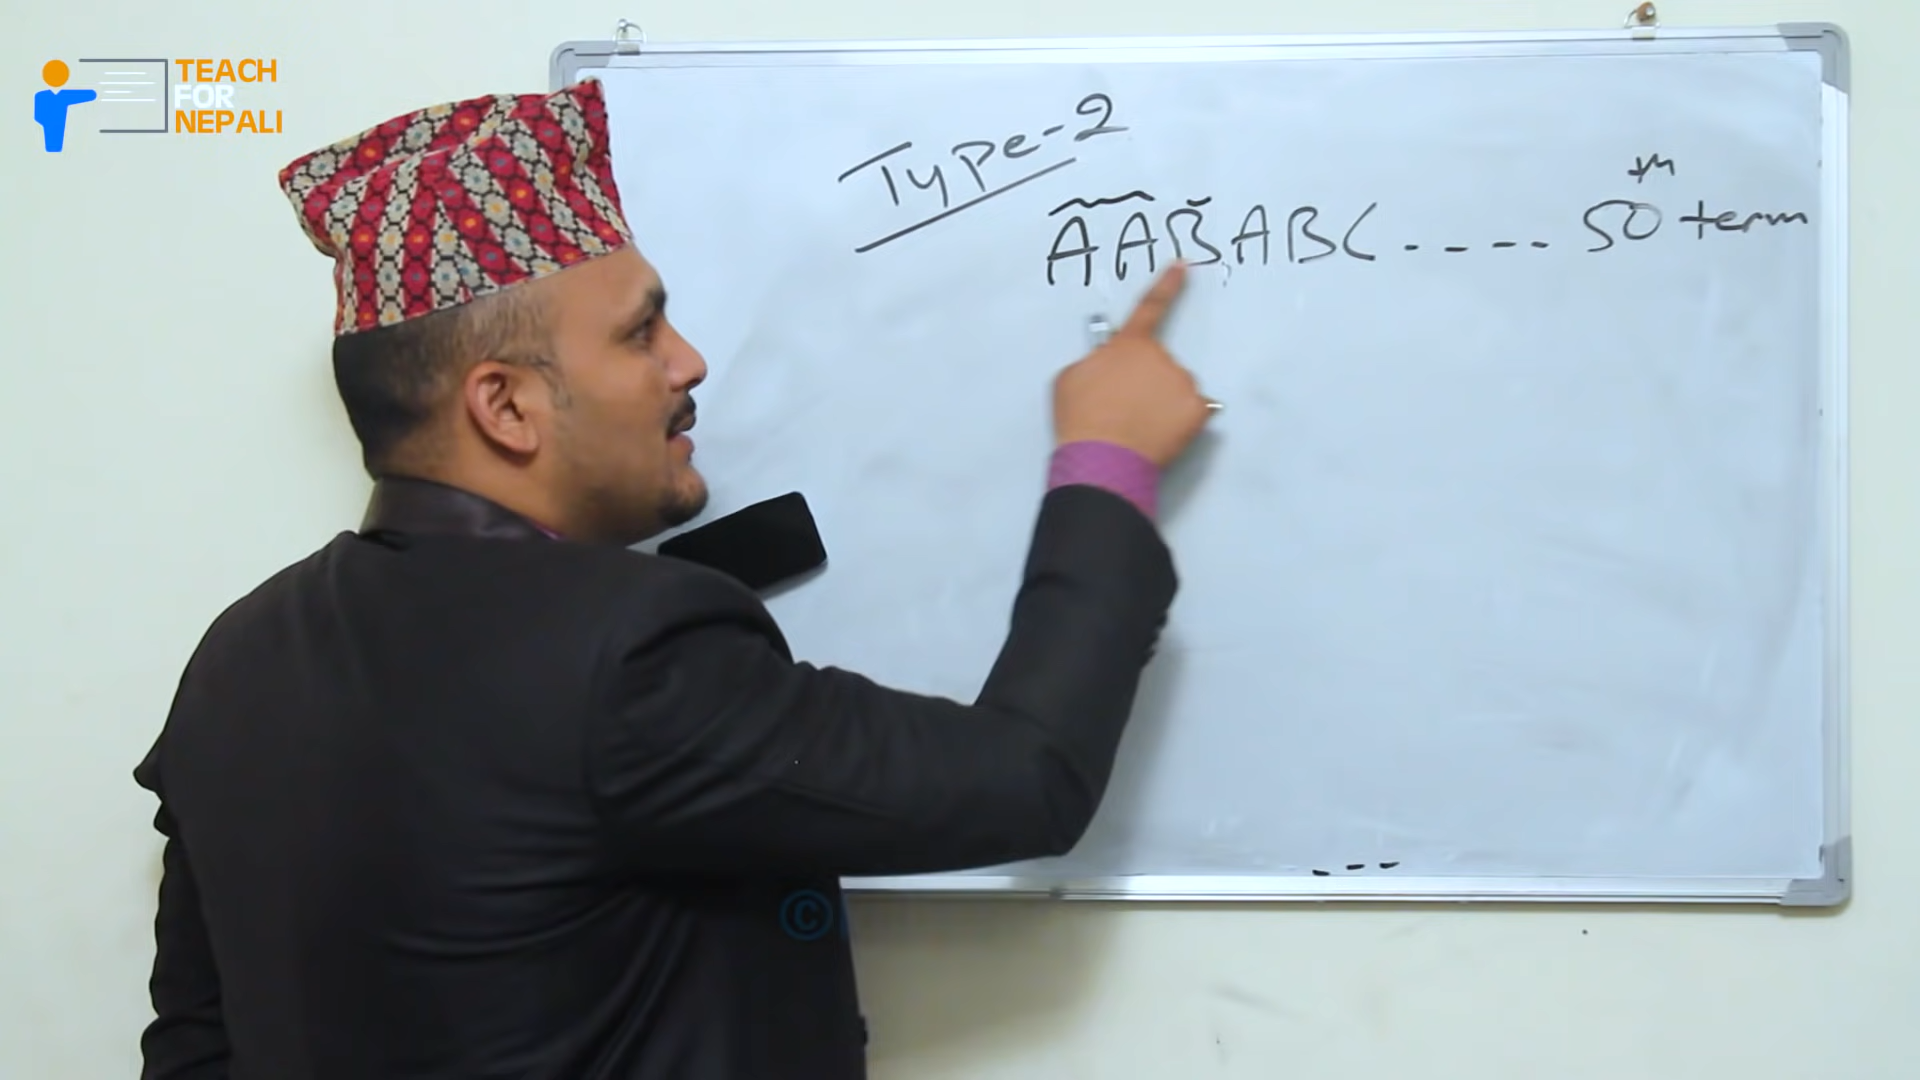 TEACH
FOR
NEPALI
Type-2
AABABC ---- 50th term
©